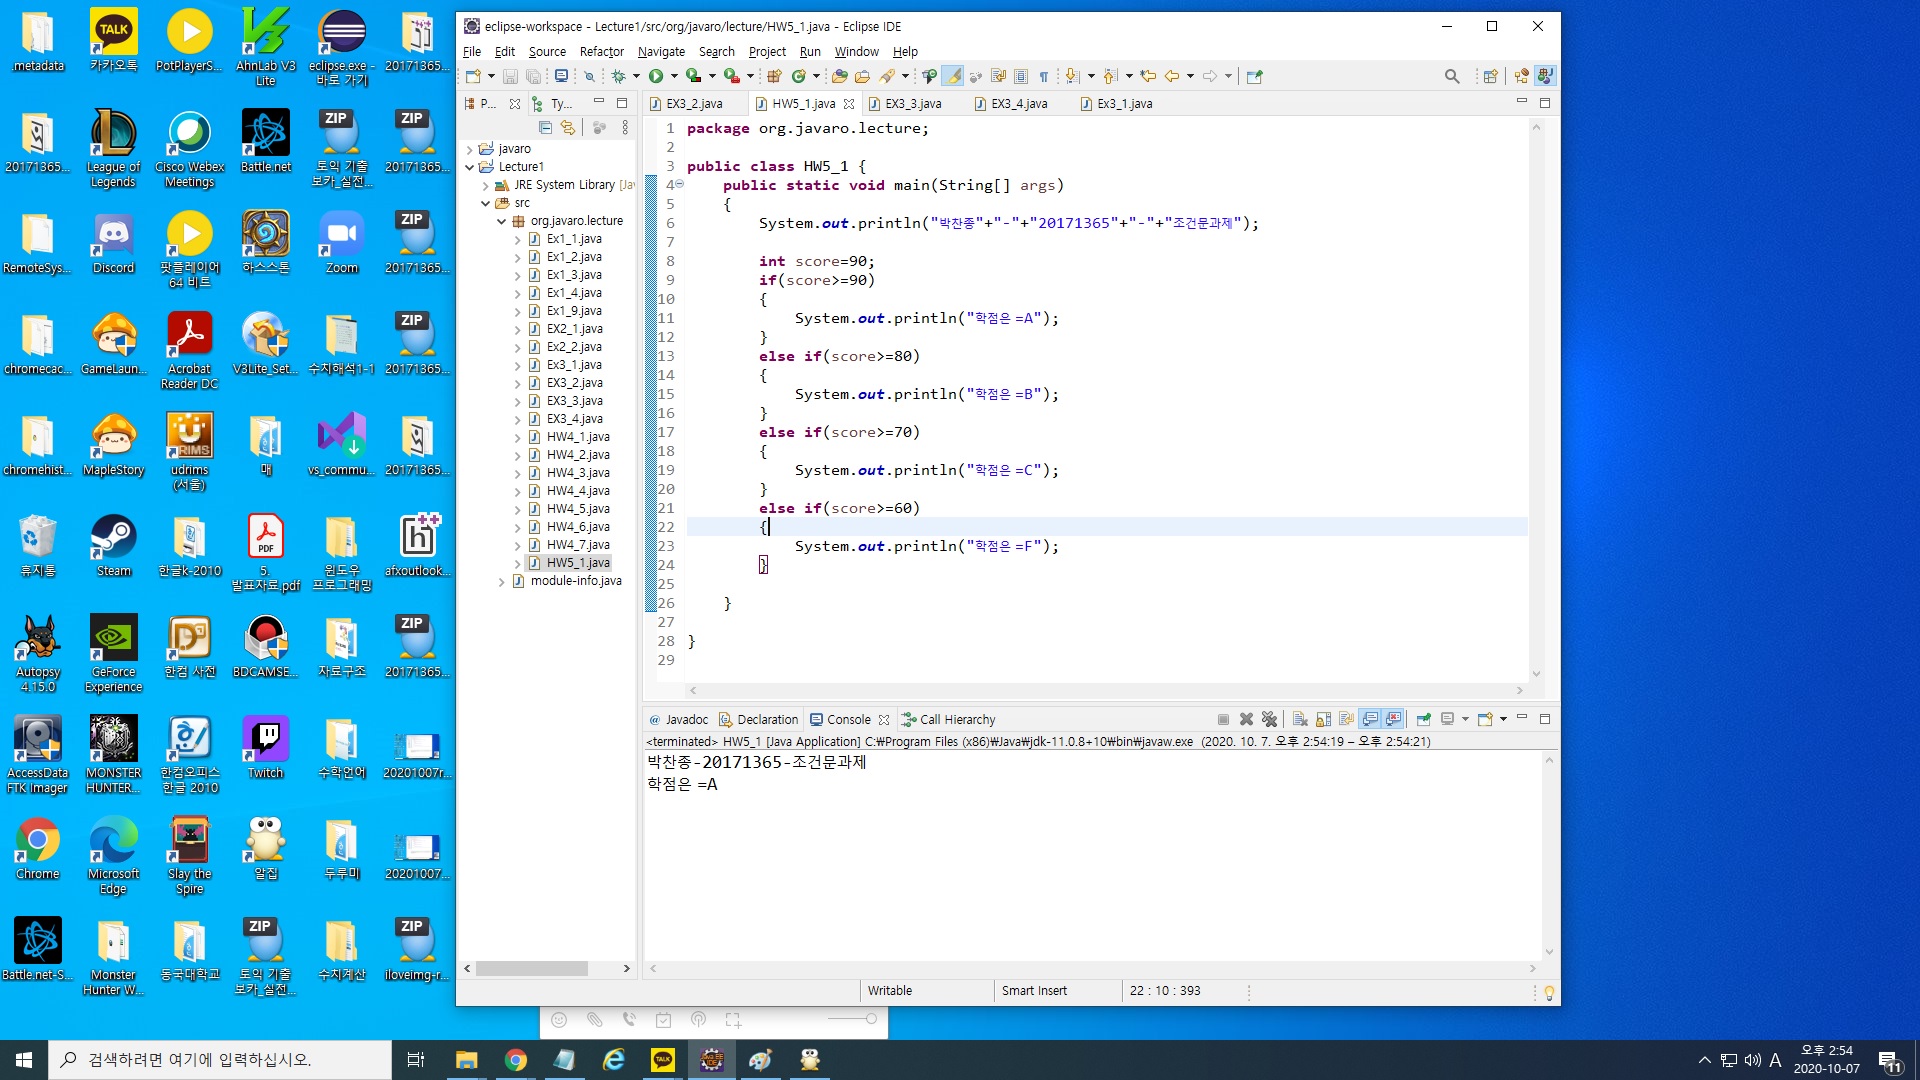 .metadata
카카오톡
PotPlayerS...
AhnLab V3 Lite
eclipse.exe - 바로 가기
20171365...
20171365...
League of Legends
Cisco Webex Meetings
Battle.net
ZIP
토익 기출 보카_실전...
ZIP
20171365...
RemoteSys...
Discord
팟플레이어 64 비트
하스스톤
Zoom
ZIP
20171365...
chromecac...
GameLaun...
Acrobat Reader DC
V3Lite_Set...
수치해석1-1
ZIP
20171365...
chromehist...
MapleStory
udrims (서울)
매
vs_commu...
20171365...
휴지통
Steam
한글k-2010
PDF
5. 발표자료.pdf
윈도우 프로그래밍
afxoutlook...
Autopsy 4.15.0
GeForce Experience
한컴 사전
BDCAMSE...
자료구조
ZIP
20171365...
AccessData FTK Imager
MONSTER HUNTER...
한컴오피스 한글 2010
Twitch
수학언어
20201007r...
Chrome
Microsoft Edge
Slay the Spire
알집
두루미
20201007...
Battle.net-S...
Monster Hunter W...
동국대학교
ZIP
토익 기출 보카_실전...
수치계산
ZIP
iloveimg-r...
eclipse-workspace - Lecture1/src/org/javaro/lecture/HW5_1.java - Eclipse IDE
File Edit Source Refactor Navigate Search Project Run Window Help
P... Ty...
javaro
Lecture1
JRE System Library [Ja
src
org.javaro.lecture
Ex1_1.java
Ex1_2.java
Ex1_3.java
Ex1_4.java
Ex1_9.java
EX2_1.java
Ex2_2.java
Ex3_1.java
EX3_2.java
EX3_3.java
EX3_4.java
HW4_1.java
HW4_2.java
HW4_3.java
HW4_4.java
HW4_5.java
HW4_6.java
HW4_7.java
HW5_1.java
module-info.java
EX3_2.java HW5_1.java EX3_3.java EX3_4.java Ex3_1.java
1 package org.javaro.lecture;
2
3 public class HW5_1 {
4 public static void main(String[] args)
5 {
6 System.out.println("박찬종"+"-"+"20171365"+"-"+"조건문과제");
7
8 int score=90;
9 if(score>=90)
10 {
11 System.out.println("학점은 =A");
12 }
13 else if(score>=80)
14 {
15 System.out.println("학점은 =B");
16 }
17 else if(score>=70)
18 {
19 System.out.println("학점은 =C");
20 }
21 else if(score>=60)
22 {
23 System.out.println("학점은 =F");
24 }
25
26 }
27
28 }
29
@ Javadoc Declaration Console Call Hierarchy
<terminated> HW5_1 [Java Application] C:₩Program Files (x86)₩Java₩jdk-11.0.8+10₩bin₩javaw.exe (2020. 10. 7. 오후 2:54:19 – 오후 2:54:21)
박찬종-20171365-조건문과제
학점은 =A
Writable Smart Insert 22 : 10 : 393
검색하려면 여기에 입력하십시오.
A
오후 2:54
2020-10-07
11